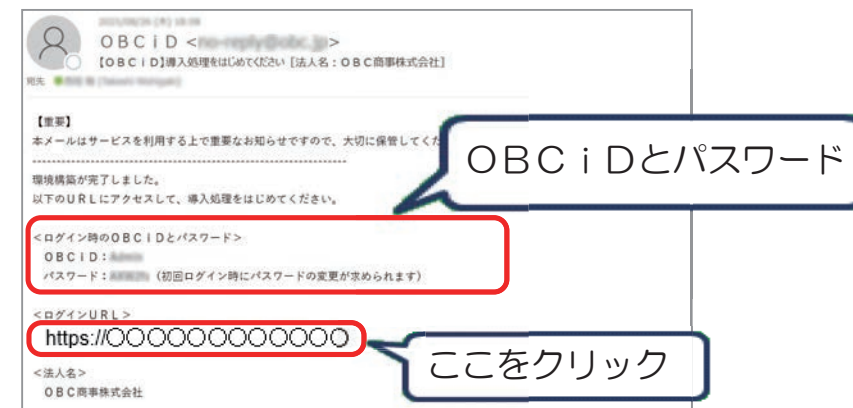 OBCiD <
【OBCiD】導入処理をはじめてください [法人名：OBC商事株式会社]
宛先
【重要】
本メールはサービスを利用する上で重要なお知らせですので、大切に保管してくだ
環境構築が完了しました。
以下のURLにアクセスして、導入処理をはじめてください。
OBCiDとパスワード
<ログイン時のOBCiDとパスワード>
OBCiD：
パスワード： （初回ログイン時にパスワードの変更が求められます）
<ログインURL>
https://〇〇〇〇〇〇〇〇〇〇〇〇
ここをクリック
<法人名>
OBC商事株式会社